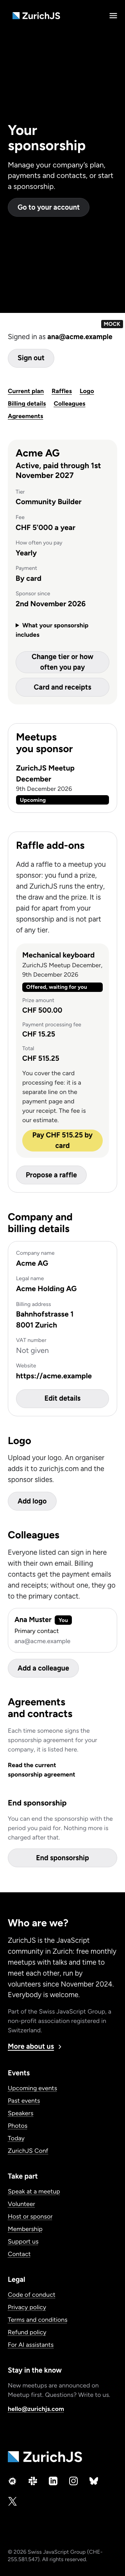 ZurichJS
Your
sponsorship
Manage your company's plan,
payments and contacts, or start
a sponsorship.
Go to your account
MOCK
Signed in as ana@acme.example
Sign out
Current plan Raffles Logo
Billing details Colleagues
Agreements
Acme AG
Active, paid through 1st
November 2027
Tier
Community Builder
Fee
CHF 5'000 a year
How often you pay
Yearly
Payment
By card
Sponsor since
2nd November 2026
What your sponsorship
includes
Change tier or how
often you pay
Card and receipts
Meetups
you sponsor
ZurichJS Meetup
December
9th December 2026
Upcoming
Raffle add-ons
Add a raffle to a meetup you
sponsor: you fund a prize,
and ZurichJS runs the entry,
the draw and the prize. It is
paid for apart from your
sponsorship and is not part
of any tier.
Mechanical keyboard
ZurichJS Meetup December,
9th December 2026
Offered, waiting for you
Prize amount
CHF 500.00
Payment processing fee
CHF 15.25
Total
CHF 515.25
You cover the card
processing fee: it is a
separate line on the
payment page and
your receipt. The fee is
our estimate.
Pay CHF 515.25 by
card
Propose a raffle
Company and
billing details
Company name
Acme AG
Legal name
Acme Holding AG
Billing address
Bahnhofstrasse 1
8001 Zurich
VAT number
Not given
Website
https://acme.example
Edit details
Logo
Upload your logo. An organiser
adds it to zurichjs.com and the
sponsor slides.
Add logo
Colleagues
Everyone listed can sign in here
with their own email. Billing
contacts get the payment emails
and receipts; without one, they go
to the primary contact.
Ana Muster You
Primary contact
ana@acme.example
Add a colleague
Agreements
and contracts
Each time someone signs the
sponsorship agreement for your
company, it is listed here.
Read the current
sponsorship agreement
End sponsorship
You can end the sponsorship with the
period you paid for. Nothing more is
charged after that.
End sponsorship
Who are we?
ZurichJS is the JavaScript
community in Zurich: free monthly
meetups with talks and time to
meet each other, run by
volunteers since November 2024.
Everybody is welcome.
Part of the Swiss JavaScript Group, a
non-profit association registered in
Switzerland.
More about us
Events
Upcoming events
Past events
Speakers
Photos
Today
ZurichJS Conf
Take part
Speak at a meetup
Volunteer
Host or sponsor
Membership
Support us
Contact
Legal
Code of conduct
Privacy policy
Terms and conditions
Refund policy
For AI assistants
Stay in the know
New meetups are announced on
Meetup first. Questions? Write to us.
hello@zurichjs.com
ZurichJS
© 2026 Swiss JavaScript Group (CHE-
255.581.547). All rights reserved.